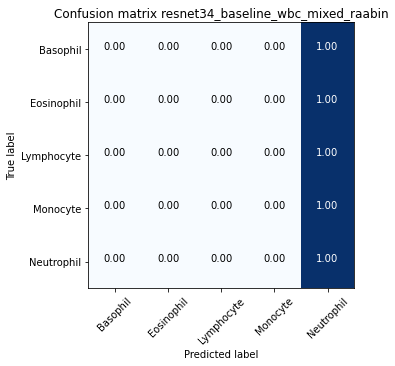 Confusion matrix resnet34_baseline_wbc_mixed_raabin
True label
Basophil 0.00 0.00 0.00 0.00 1.00
Eosinophil 0.00 0.00 0.00 0.00 1.00
Lymphocyte 0.00 0.00 0.00 0.00 1.00
Monocyte 0.00 0.00 0.00 0.00 1.00
Neutrophil 0.00 0.00 0.00 0.00 1.00
Basophil Eosinophil Lymphocyte Monocyte Neutrophil
Predicted label